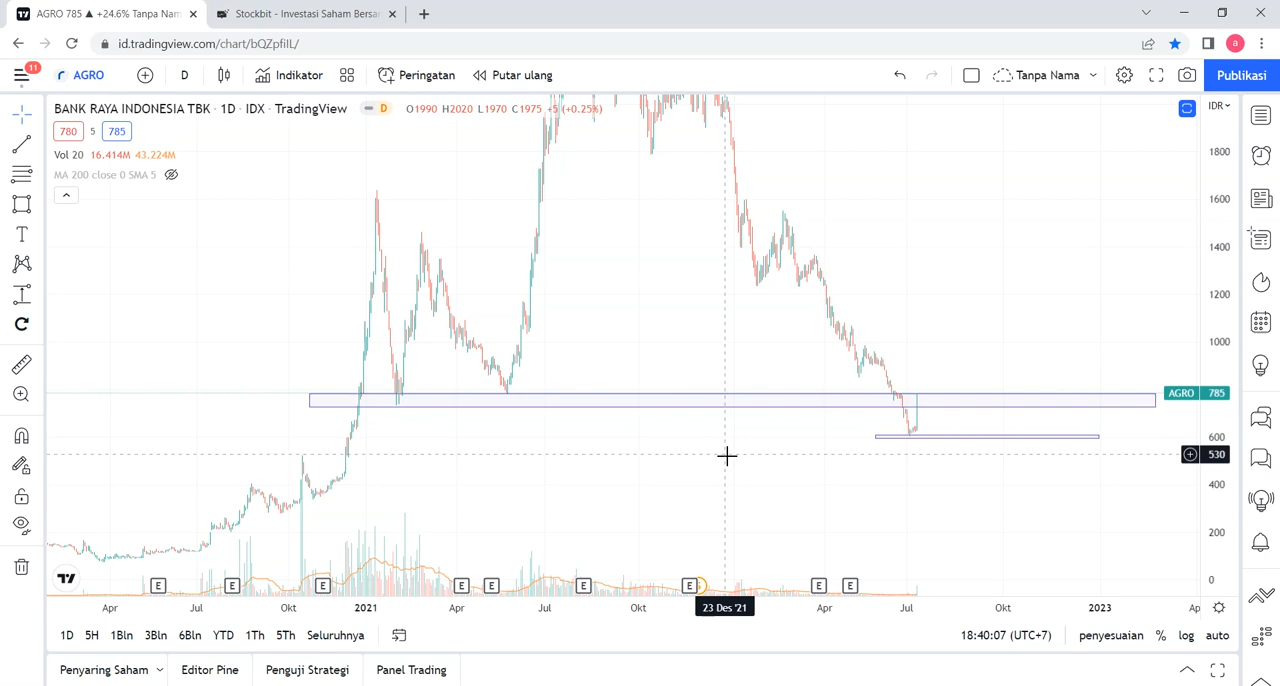 AGRO 785 ▲ +24.6% Tanpa Nam
Stockbit - Investasi Saham Bersam
id.tradingview.com/chart/bQZpfiIL/
a
11
AGRO
D
Indikator
Peringatan
Putar ulang
Tanpa Nama
Publikasi
BANK RAYA INDONESIA TBK · 1D · IDX · TradingView
D
O1990 H2020 L1970 C1975 +5 (+0.25%)
IDR
780
5
785
Vol 20 16.414M 43.224M
MA 200 close 0 SMA 5
1800
1600
1400
1200
1000
AGRO 785
600
530
400
200
0
E E E E E E E E E
Apr Jul Okt 2021 Apr Jul Okt 23 Des '21 Apr Jul Okt 2023 Ap
1D 5H 1Bln 3Bln 6Bln YTD 1Th 5Th Seluruhnya
18:40:07 (UTC+7) penyesuaian % log auto
Penyaring Saham Editor Pine Penguji Strategi Panel Trading